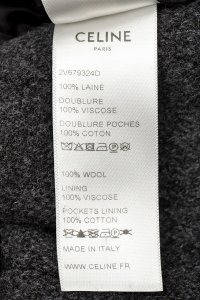 CELINE
PARIS
2V679324D
100% LAINE
DOUBLURE
100% VISCOSE
DOUBLURE POCHES
100% COTON
100% WOOL
LINING
100% VISCOSE
POCKETS LINING
100% COTTON
MADE IN ITALY
WWW.CELINE.FR